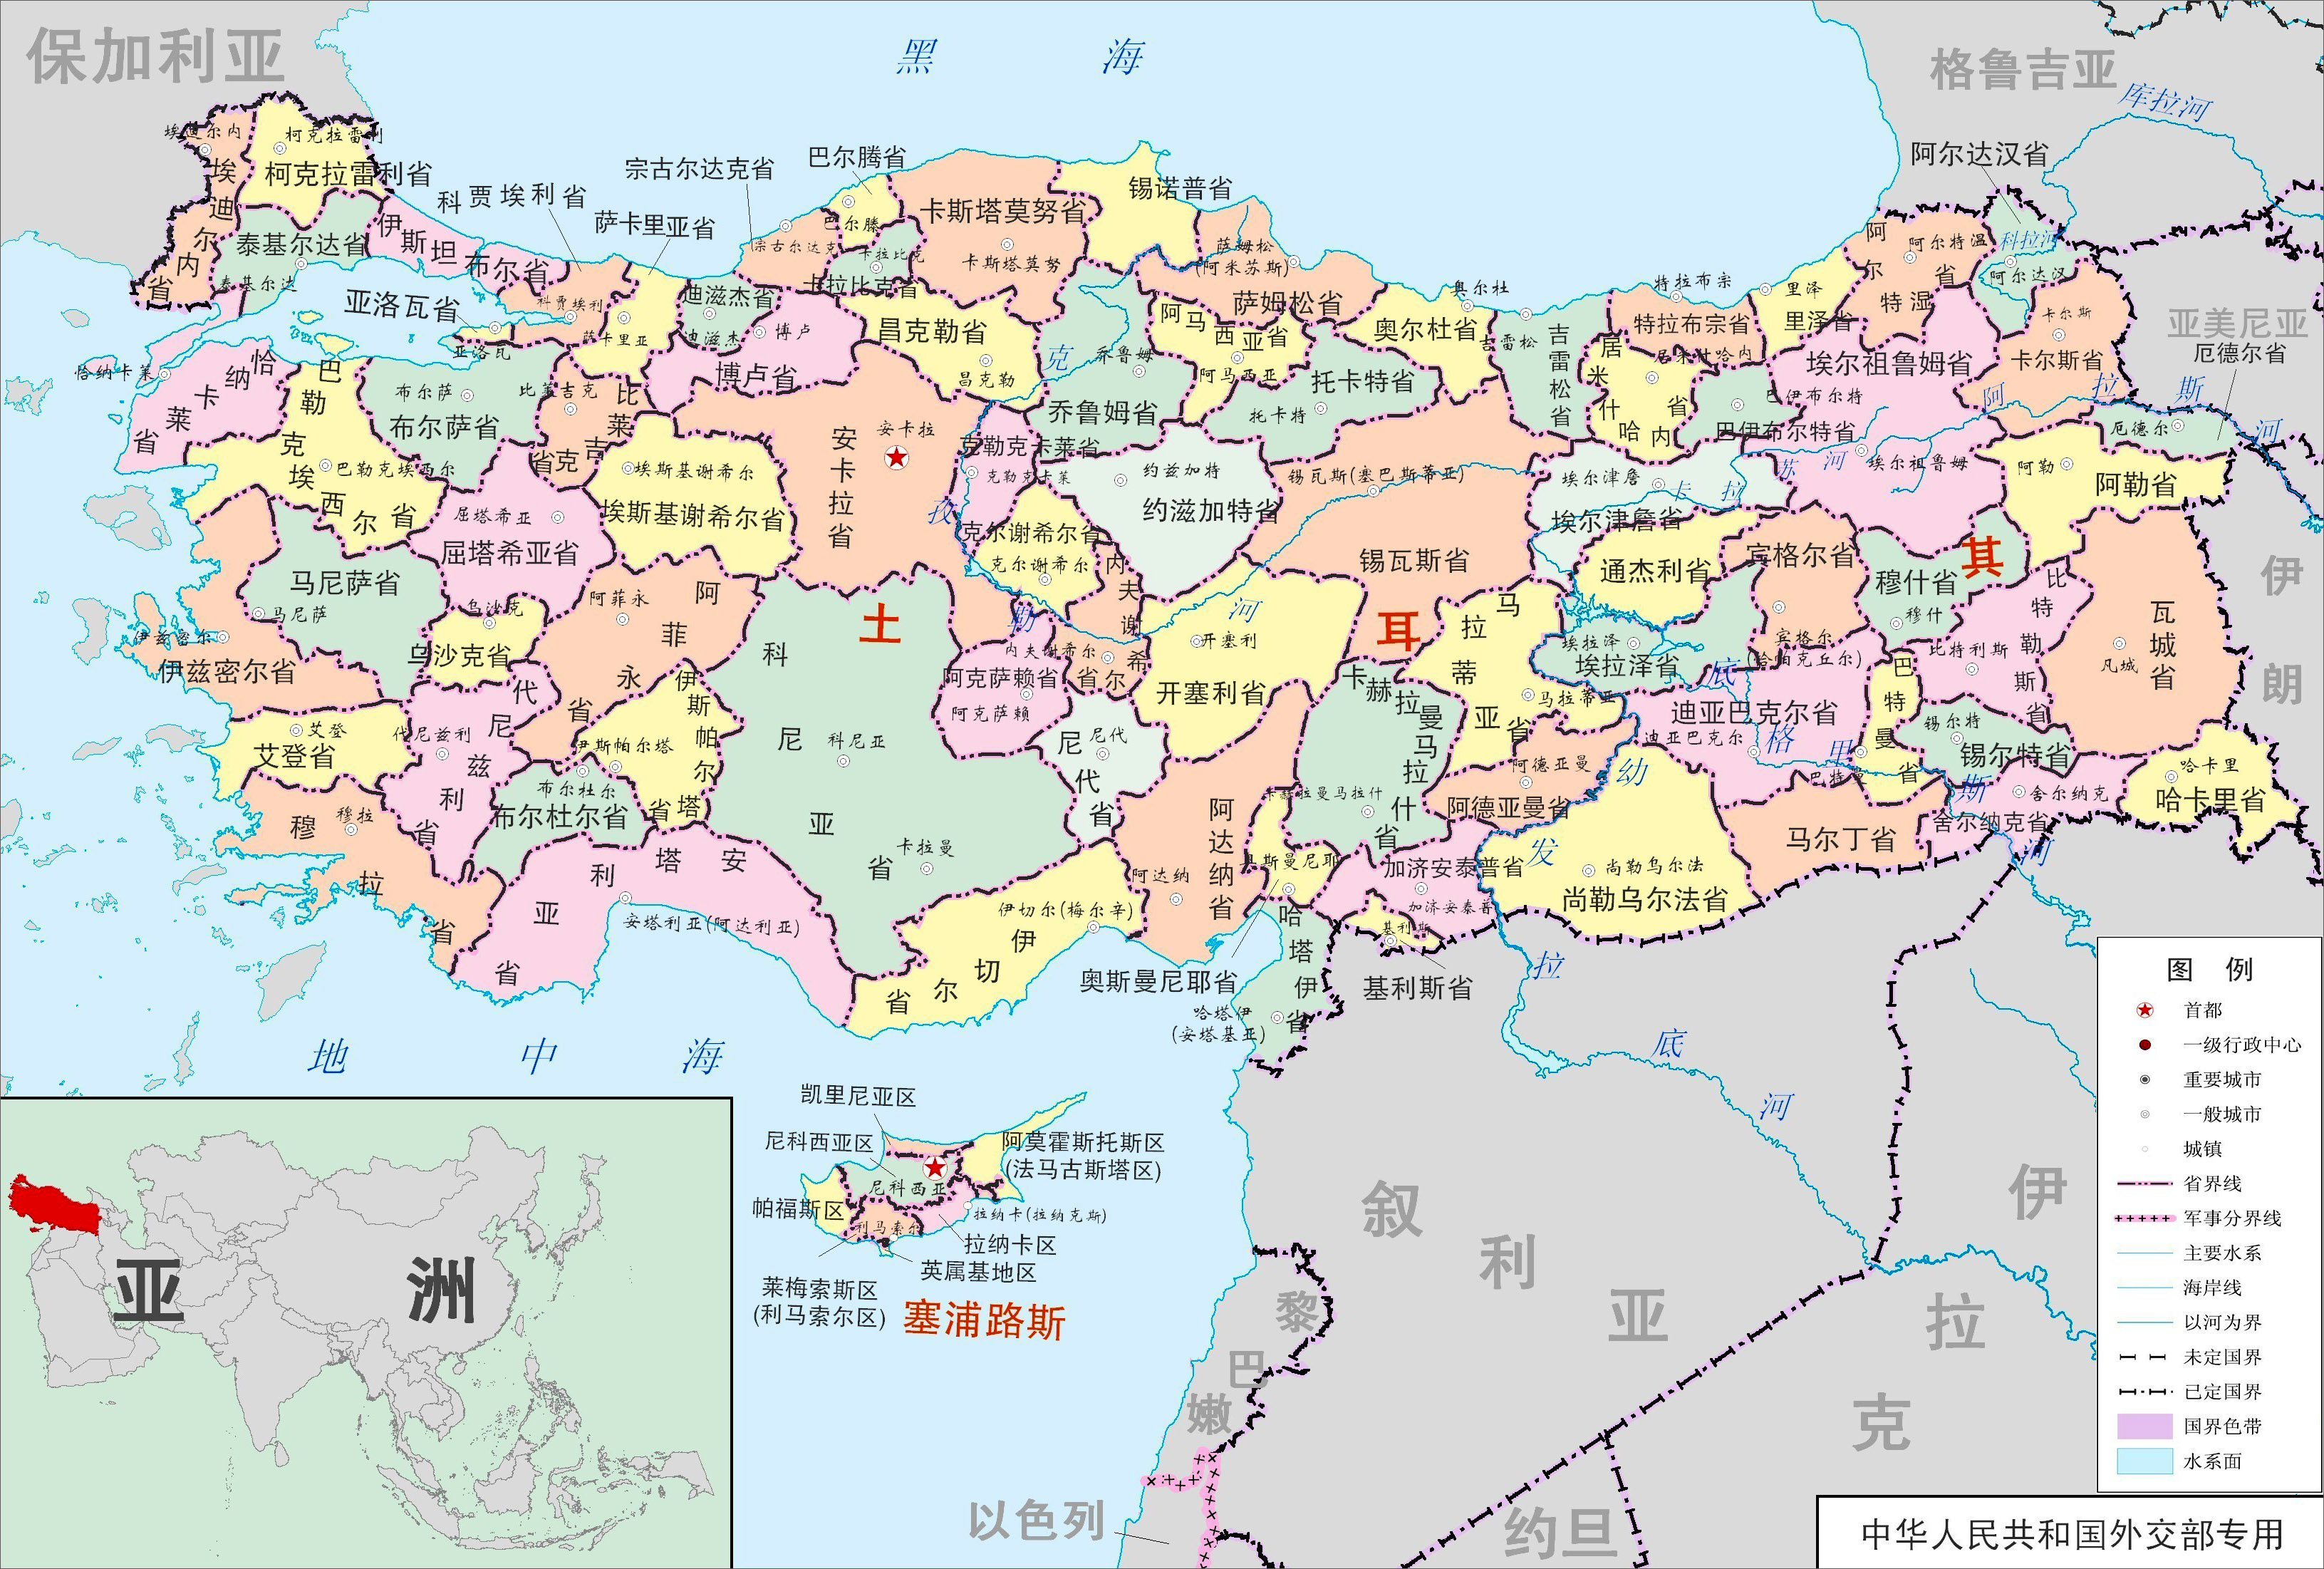 保加利亚
黑海
格鲁吉亚
库拉河
埃迪尔内
柯克拉雷利
柯克拉雷利省
埃迪尔内省
泰基尔达省
泰基尔达
伊斯坦布尔省
科贾埃利省
科贾埃利
萨卡里亚省
萨卡里亚
宗古尔达克省
宗古尔达克
巴尔腾省
巴尔滕
卡拉比克
卡拉比克省
卡斯塔莫努省
卡斯塔莫努
锡诺普省
萨姆松
(阿米苏斯)
萨姆松省
阿尔达汉省
阿尔特温
阿尔特湿省
科拉河
阿尔达汉
亚洛瓦省
亚洛瓦
迪滋杰省
迪滋杰
博卢
博卢省
昌克勒省
昌克勒
乔鲁姆
乔鲁姆省
阿马西亚省
阿马西亚
奥尔杜
奥尔杜省
吉雷松
吉雷松省
特拉布宗
特拉布宗省
里泽
里泽省
居米什哈内
居米什哈内省
巴伊布尔特
巴伊布尔特省
埃尔祖鲁姆省
埃尔祖鲁姆
卡尔斯
卡尔斯省
亚美尼亚
厄德尔省
厄德尔
阿拉斯河
恰纳卡莱
恰纳卡莱省
巴勒克埃西尔省
巴勒克埃西尔
布尔萨
布尔萨省
比莱吉克省
比盖吉克
埃斯基谢希尔
埃斯基谢希尔省
安卡拉
安卡拉省
克勒克卡莱省
克勒克卡莱
托卡特省
托卡特
约兹加特
约滋加特省
锡瓦斯(塞巴斯蒂亚)
锡瓦斯省
埃尔津詹
埃尔津詹省
卡拉苏河
阿勒
阿勒省
屈塔希亚
屈塔希亚省
马尼萨省
马尼萨
伊兹密尔
伊兹密尔省
乌沙克
乌沙克省
阿菲永
阿菲永省
克尔谢希尔省
克尔谢希尔
内夫谢希尔
内夫谢希尔省
克孜勒河
开塞利
开塞利省
通杰利省
宾格尔省
宾格尔
(恰帕克丘尔)
穆什省
穆什
比特勒斯省
比特利斯
瓦城省
凡城
伊朗
土耳其
阿克萨赖省
阿克萨赖
马拉蒂亚省
马拉蒂亚
埃拉泽
埃拉泽省
迪亚巴克尔省
迪亚巴克尔
巴特曼省
巴特曼
锡尔特
锡尔特省
底格里斯河
艾登
艾登省
代尼兹利
代尼兹利省
伊斯帕尔塔
伊斯帕尔塔省
布尔杜尔
布尔杜尔省
科尼亚
科尼亚省
卡拉曼
尼代
尼代省
卡赫拉曼马拉什省
卡赫拉曼马拉什
阿德亚曼
阿德亚曼省
舍尔纳克
舍尔纳克省
哈卡里
哈卡里省
穆拉
穆拉省
安塔利亚省
安塔利亚(阿达利亚)
伊切尔(梅尔辛)
伊切尔省
阿达纳
阿达纳省
奥斯曼尼耶
奥斯曼尼耶省
加济安泰普省
加济安泰普
基利斯
基利斯省
尚勒乌尔法
尚勒乌尔法省
马尔丁省
哈塔伊省
哈塔伊
(安塔基亚)
幼发拉底河
地中海
凯里尼亚区
尼科西亚区
尼科西亚
阿莫霍斯托斯区
(法马古斯塔区)
帕福斯区
利马索尔
拉纳卡(拉纳克斯)
拉纳卡区
英属基地区
莱梅索斯区
(利马索尔区)
塞浦路斯
叙利亚
伊拉克
黎巴嫩
以色列
约旦
亚洲
图例
首都
一级行政中心
重要城市
一般城市
城镇
省界线
军事分界线
主要水系
海岸线
以河为界
未定国界
已定国界
国界色带
水系面
中华人民共和国外交部专用